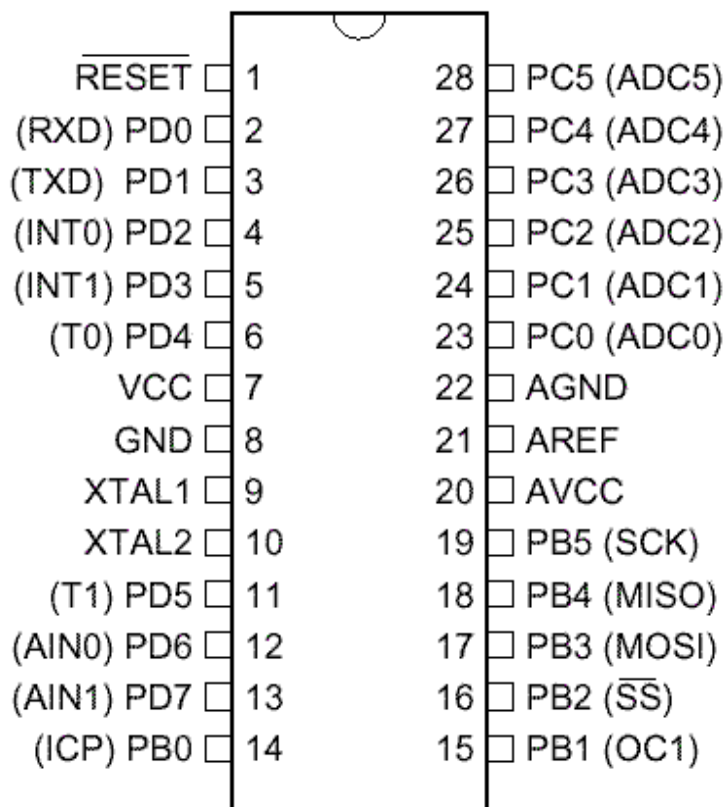 RESET 1 28 PC5 (ADC5)
(RXD) PD0 2 27 PC4 (ADC4)
(TXD) PD1 3 26 PC3 (ADC3)
(INT0) PD2 4 25 PC2 (ADC2)
(INT1) PD3 5 24 PC1 (ADC1)
(T0) PD4 6 23 PC0 (ADC0)
VCC 7 22 AGND
GND 8 21 AREF
XTAL1 9 20 AVCC
XTAL2 10 19 PB5 (SCK)
(T1) PD5 11 18 PB4 (MISO)
(AIN0) PD6 12 17 PB3 (MOSI)
(AIN1) PD7 13 16 PB2 (SS)
(ICP) PB0 14 15 PB1 (OC1)